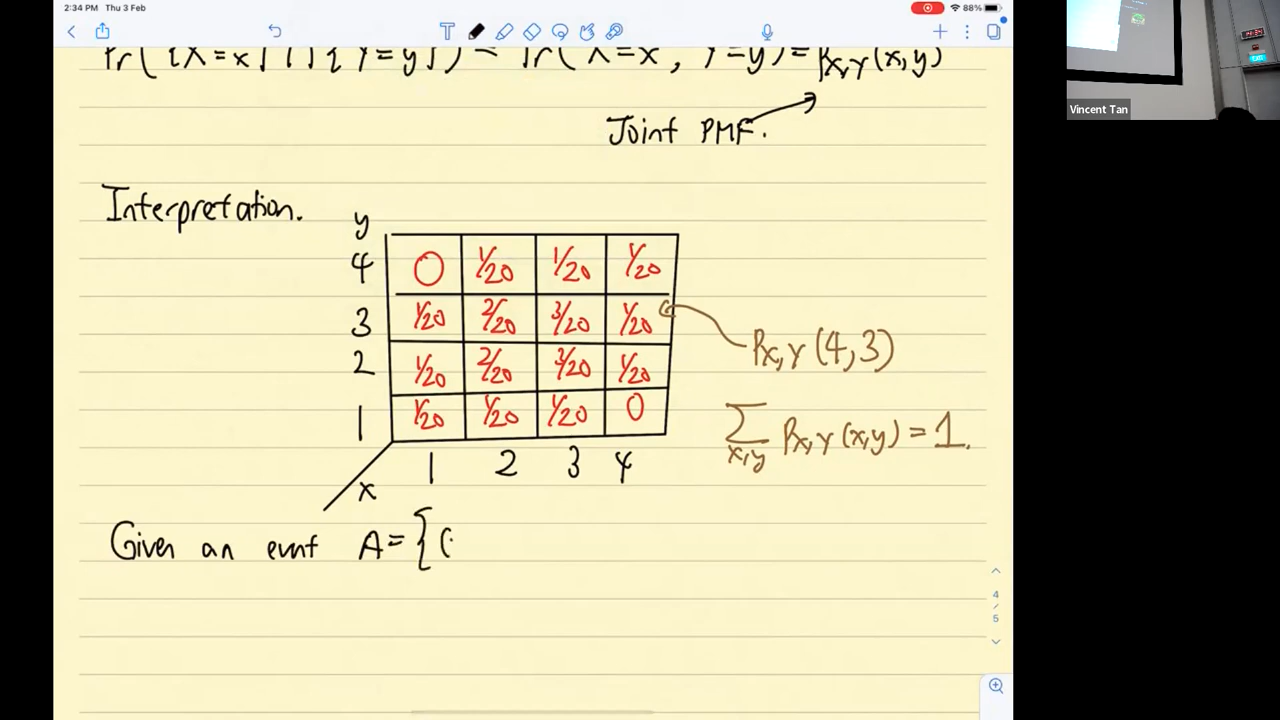 2:34 PM Thu 3 Feb
88%
Pr({X=x}∩{Y=y}) = Pr(X=x, Y=y) = P_{X,Y}(x,y)
Joint PMF.
Interpretation.
y
4 0 1/20 1/20 1/20
3 1/20 2/20 3/20 1/20
2 1/20 2/20 3/20 1/20
1 1/20 1/20 1/20 0
x 1 2 3 4
P_{X,Y}(4,3)
∑_{x,y} P_{X,Y}(x,y) = 1.
Given an event A = { (
4
/
5
Vincent Tan
EXIT